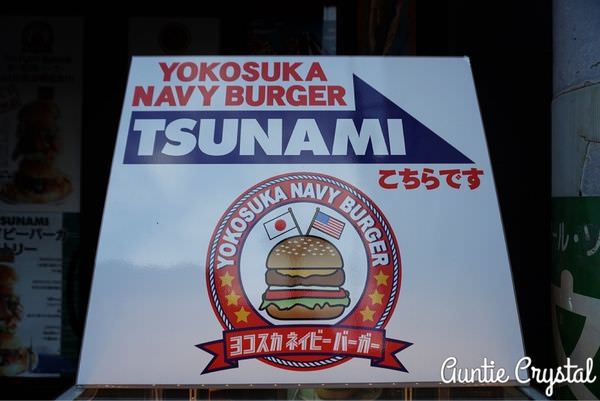 YOKOSUKA
NAVY BURGER
TSUNAMI
こちらです
YOKOSUKA NAVY BURGER
ヨコスカ ネイビーバーガー
TSUNAMI
Auntie Crystal